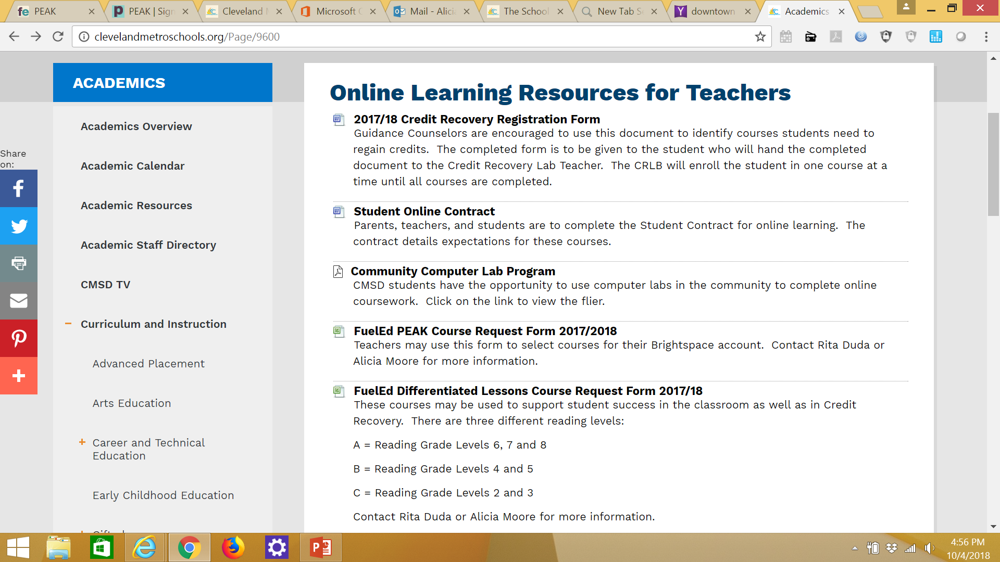 fe PEAK
P PEAK | Sign
Cleveland
Microsoft
Mail - Alicia
The School
New Tab Se
Y downtown
Academics
clevelandmetroschools.org/Page/9600
ACADEMICS
Academics Overview
Academic Calendar
Academic Resources
Academic Staff Directory
CMSD TV
Curriculum and Instruction
Advanced Placement
Arts Education
Career and Technical
Education
Early Childhood Education
Share
on:
Online Learning Resources for Teachers
2017/18 Credit Recovery Registration Form
Guidance Counselors are encouraged to use this document to identify courses students need to
regain credits.  The completed form is to be given to the student who will hand the completed
document to the Credit Recovery Lab Teacher.  The CRLB will enroll the student in one course at a
time until all courses are completed.
Student Online Contract
Parents, teachers, and students are to complete the Student Contract for online learning.  The
contract details expectations for these courses.
Community Computer Lab Program
CMSD students have the opportunity to use computer labs in the community to complete online
coursework.  Click on the link to view the flier.
FuelEd PEAK Course Request Form 2017/2018
Teachers may use this form to select courses for their Brightspace account.  Contact Rita Duda or
Alicia Moore for more information.
FuelEd Differentiated Lessons Course Request Form 2017/18
These courses may be used to support student success in the classroom as well as in Credit
Recovery.  There are three different reading levels:
A = Reading Grade Levels 6, 7 and 8
B = Reading Grade Levels 4 and 5
C = Reading Grade Levels 2 and 3
Contact Rita Duda or Alicia Moore for more information.
4:56 PM
10/4/2018